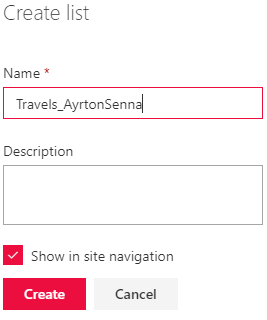 Create list
Name *
Travels_AyrtonSenna
Description
Show in site navigation
Create Cancel